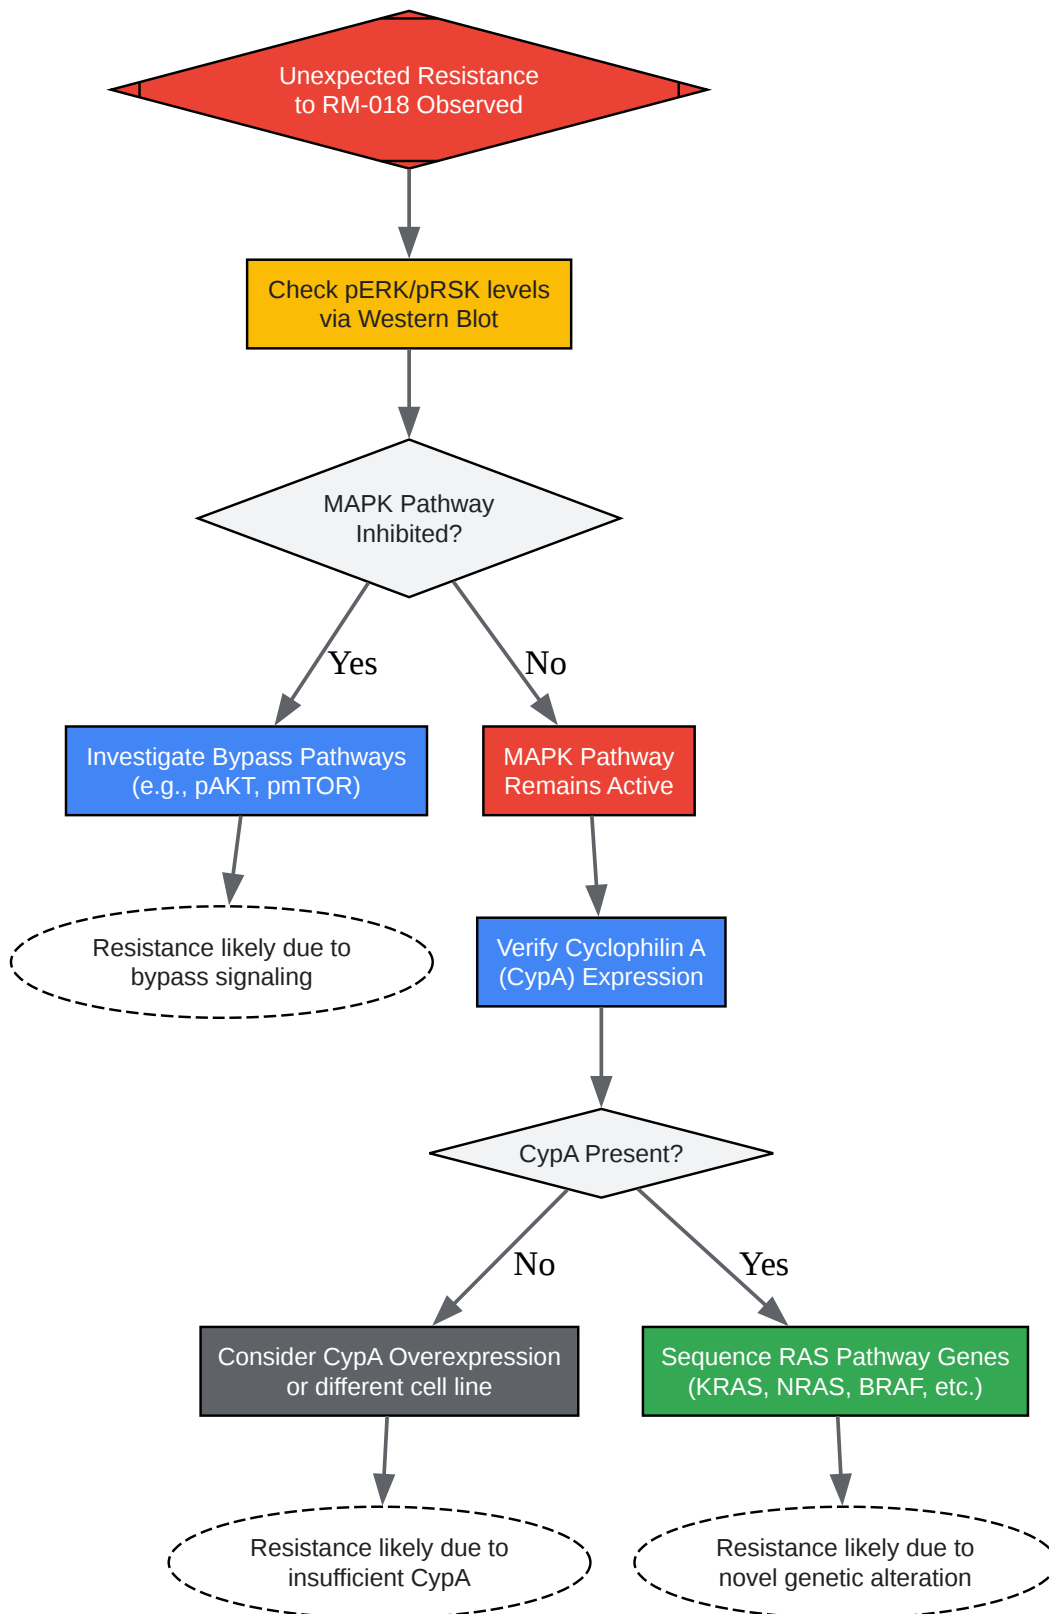 Unexpected Resistance
to RM-018 Observed
Check pERK/pRSK levels
via Western Blot
MAPK Pathway
Inhibited?
Yes
No
Investigate Bypass Pathways
(e.g., pAKT, pmTOR)
MAPK Pathway
Remains Active
Resistance likely due to
bypass signaling
Verify Cyclophilin A
(CypA) Expression
CypA Present?
No
Yes
Consider CypA Overexpression
or different cell line
Sequence RAS Pathway Genes
(KRAS, NRAS, BRAF, etc.)
Resistance likely due to
insufficient CypA
Resistance likely due to
novel genetic alteration